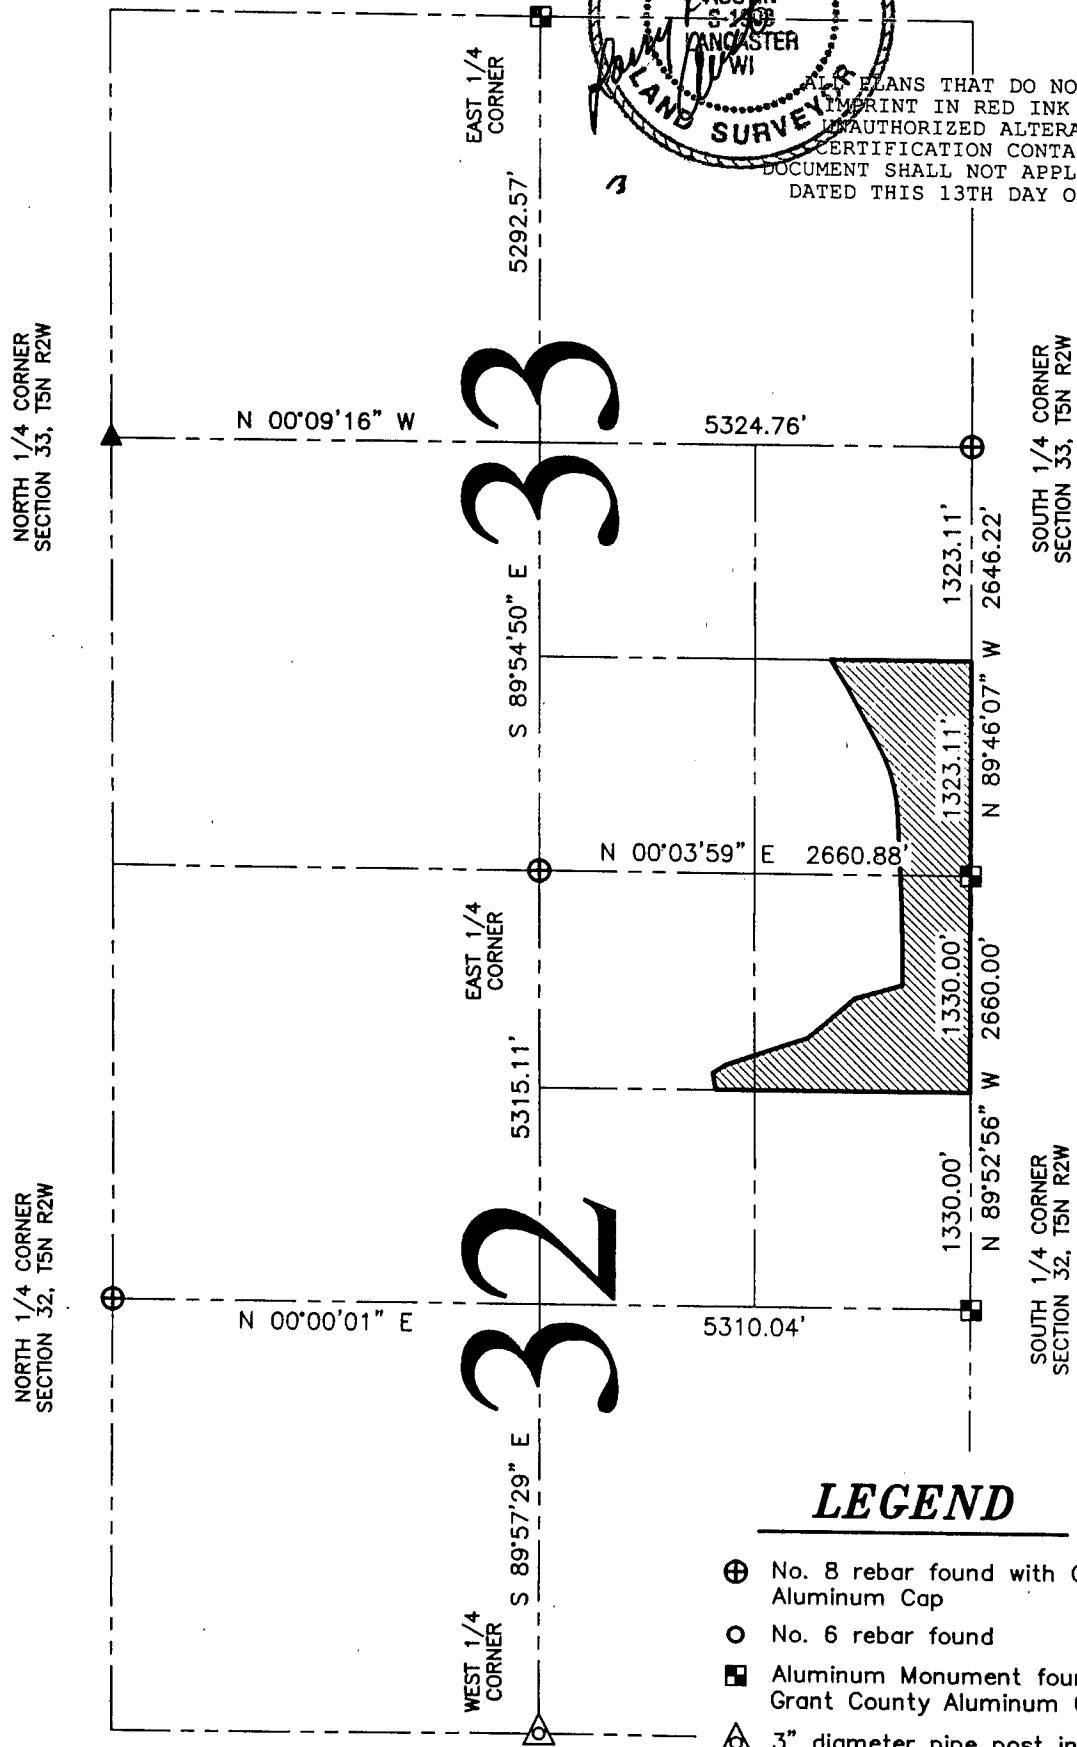 LANCASTER
WI
LAND SURVEYOR
ALL PLANS THAT DO NO
IMPRINT IN RED INK
UNAUTHORIZED ALTERA
CERTIFICATION CONTA
DOCUMENT SHALL NOT APPL
DATED THIS 13TH DAY O
EAST 1/4
CORNER
5292.57'
NORTH 1/4 CORNER
SECTION 33, T5N R2W
33
N 00°09'16" W
5324.76'
SOUTH 1/4 CORNER
SECTION 33, T5N R2W
1323.11'
2646.22'
S 89°54'50" E
N 89°46'07" W
1323.11'
N 00°03'59" E 2660.88'
EAST 1/4
CORNER
5315.11'
1330.00'
2660.00'
N 89°52'56" W
1330.00'
NORTH 1/4 CORNER
SECTION 32, T5N R2W
32
N 00°00'01" E
5310.04'
SOUTH 1/4 CORNER
SECTION 32, T5N R2W
S 89°57'29" E
WEST 1/4
CORNER
LEGEND
No. 8 rebar found with
Aluminum Cap
No. 6 rebar found
Aluminum Monument foun
Grant County Aluminum
3" diameter pipe post in